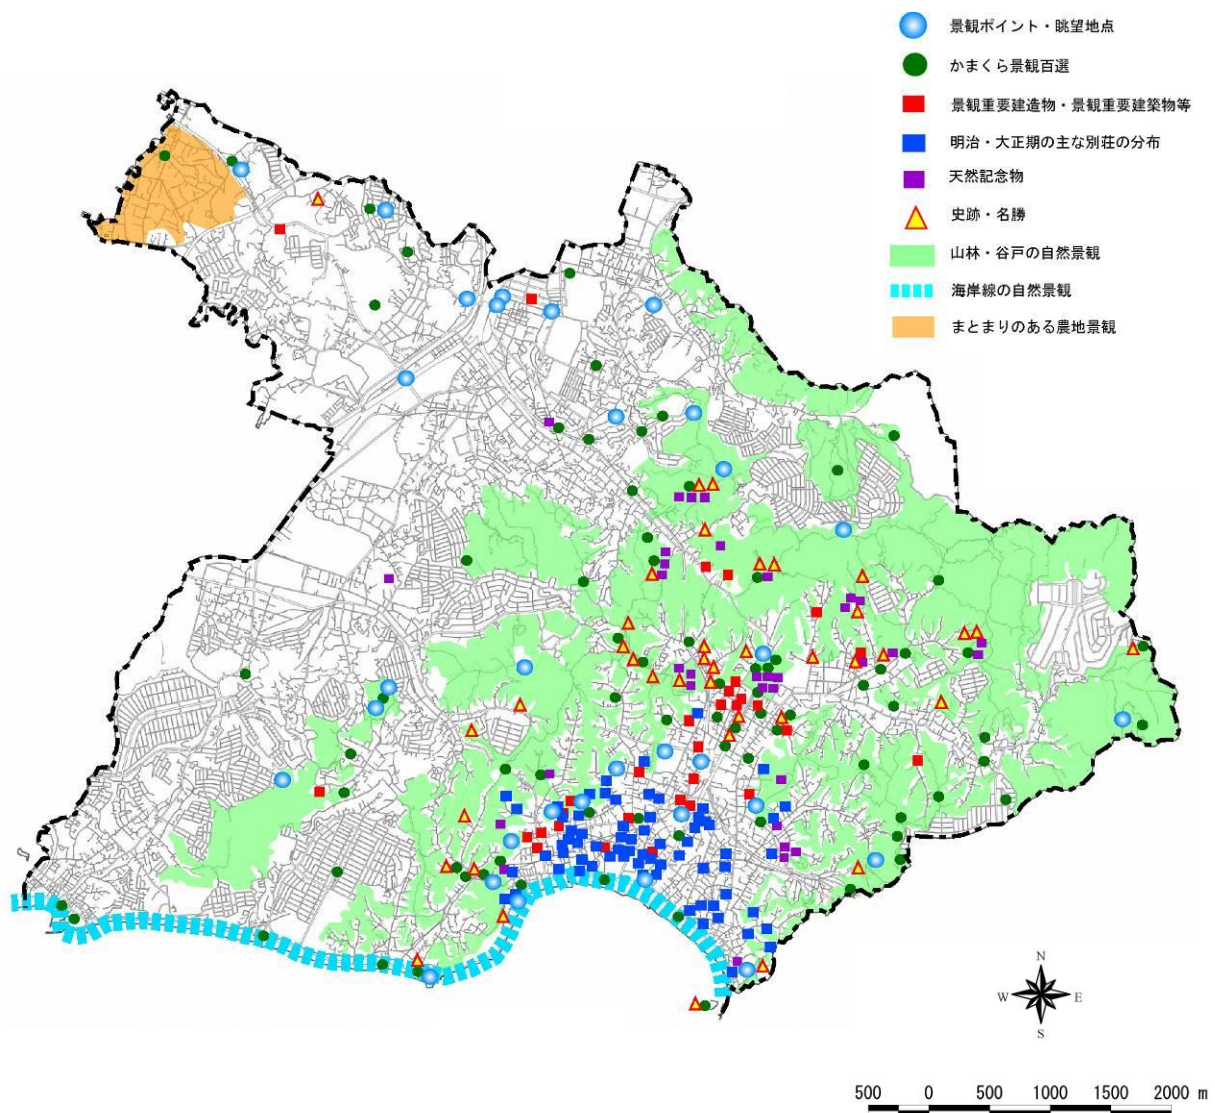 景観ポイント・眺望地点
かまくら景観百選
景観重要建造物・景観重要建築物等
明治・大正期の主な別荘の分布
天然記念物
史跡・名勝
山林・谷戸の自然景観
海岸線の自然景観
まとまりのある農地景観
N
W E
S
500 0 500 1000 1500 2000 m